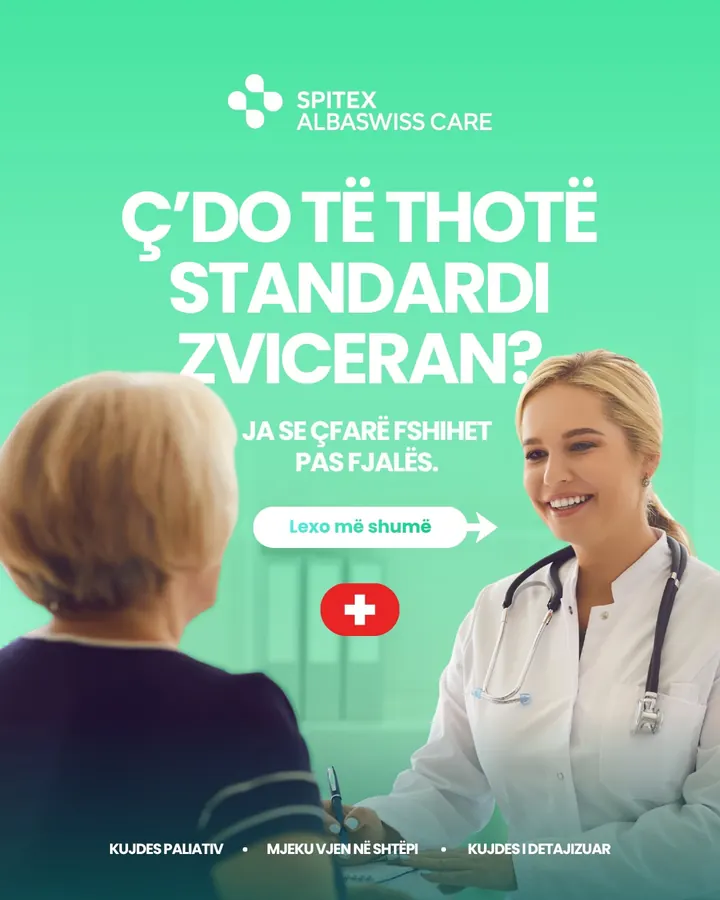 SPITEX
ALBASWISS CARE
Ç’DO TË THOTË
STANDARDI
ZVICERAN?
JA SE ÇFARË FSHIHET
PAS FJALËS.
Lexo më shumë
KUJDES PALIATIV • MJEKU VJEN NË SHTËPI • KUJDES I DETAJIZUAR